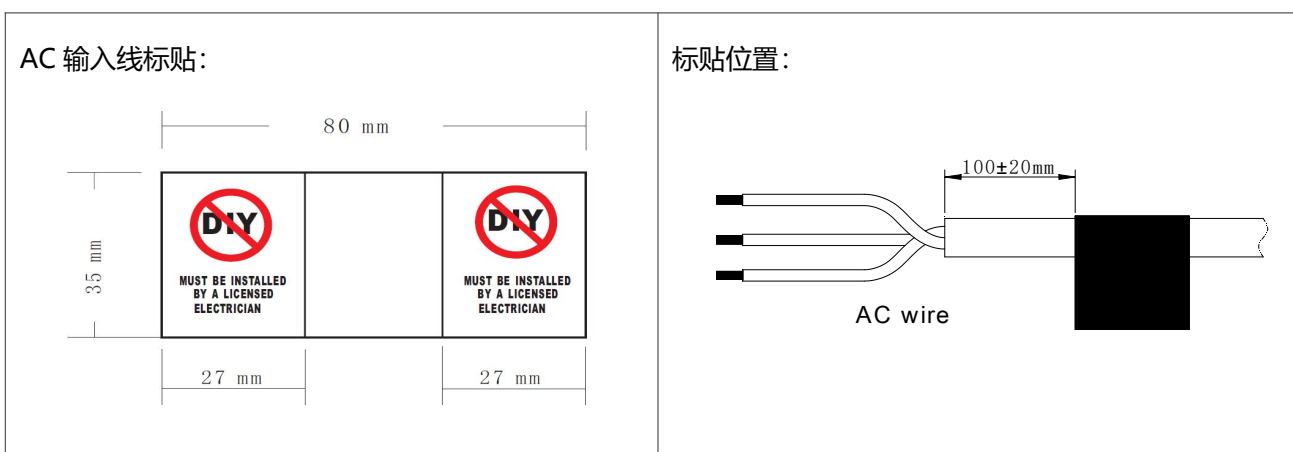 AC 输入线标贴：
80 mm
35 mm
DIY
MUST BE INSTALLED
BY A LICENSED
ELECTRICIAN
DIY
MUST BE INSTALLED
BY A LICENSED
ELECTRICIAN
27 mm
27 mm
标贴位置：
100±20mm
AC wire